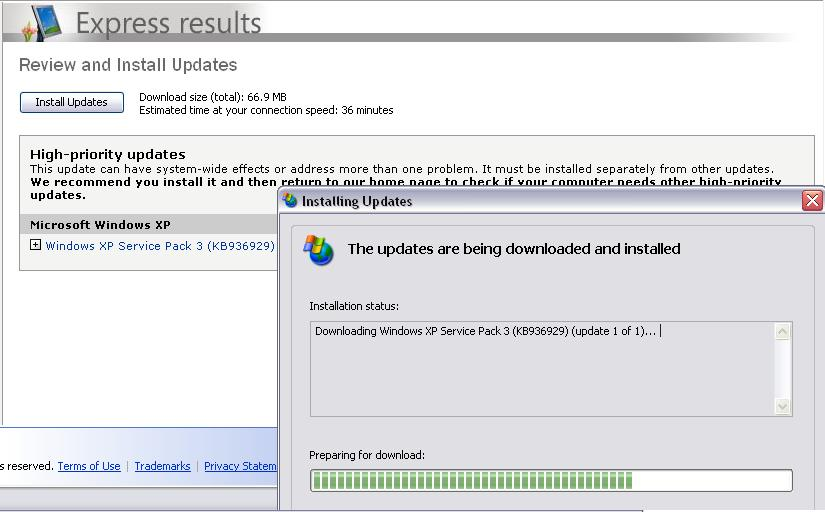 Express results
Review and Install Updates
Install Updates
Download size (total): 66.9 MB
Estimated time at your connection speed: 36 minutes
High-priority updates
This update can have system-wide effects or address more than one problem. It must be installed separately from other updates.
We recommend you install it and then return to our home page to check if your computer needs other high-priority
updates.
Microsoft Windows XP
Windows XP Service Pack 3 (KB936929)
Installing Updates
The updates are being downloaded and installed
Installation status:
Downloading Windows XP Service Pack 3 (KB936929) (update 1 of 1)...
Preparing for download:
s reserved. Terms of Use | Trademarks | Privacy Statem